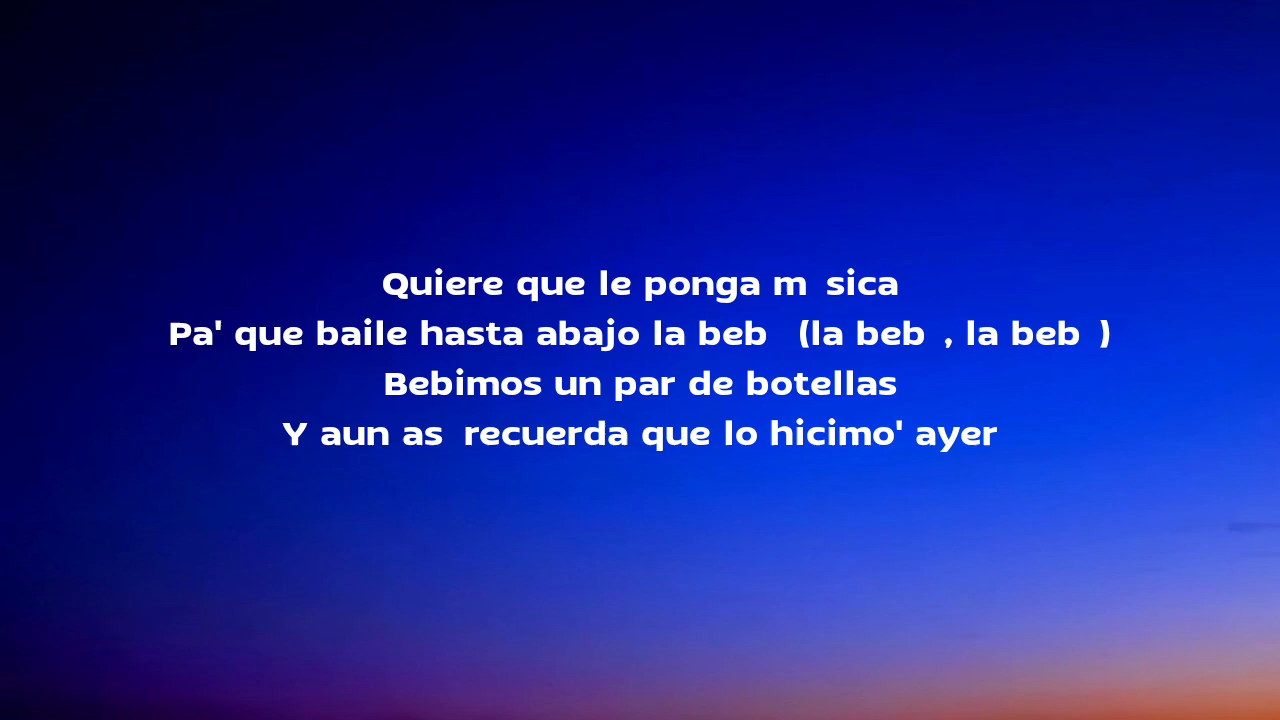 Quiere que le ponga m sica
Pa' que baile hasta abajo la beb (la beb , la beb )
Bebimos un par de botellas
Y aun as recuerda que lo hicimo' ayer